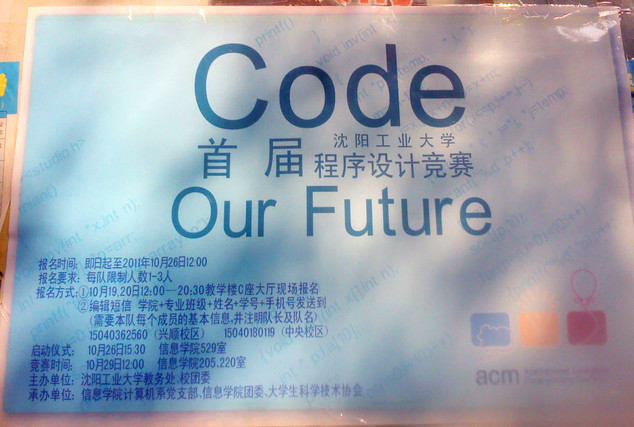 Code
首届
沈阳工业大学
程序设计竞赛
Our Future
报名时间: 即日起至2011年10月26日12:00
报名要求: 每队限制人数1-3人
报名方式:①10月19,20日12:00--20:30教学楼C座大厅现场报名
②编辑短信 学院+专业班级+姓名+学号+手机号发送到
(需要本队每个成员的基本信息,并注明队长及队名)
15040362560 (兴顺校区) 15040180119 (中央校区)
启动仪式: 10月26日15:30 信息学院529室
竞赛时间: 10月29日12:00 信息学院205,220室
主办单位: 沈阳工业大学教务处、校团委
承办单位: 信息学院计算机系党支部、信息学院团委、大学生科学技术协会
acm